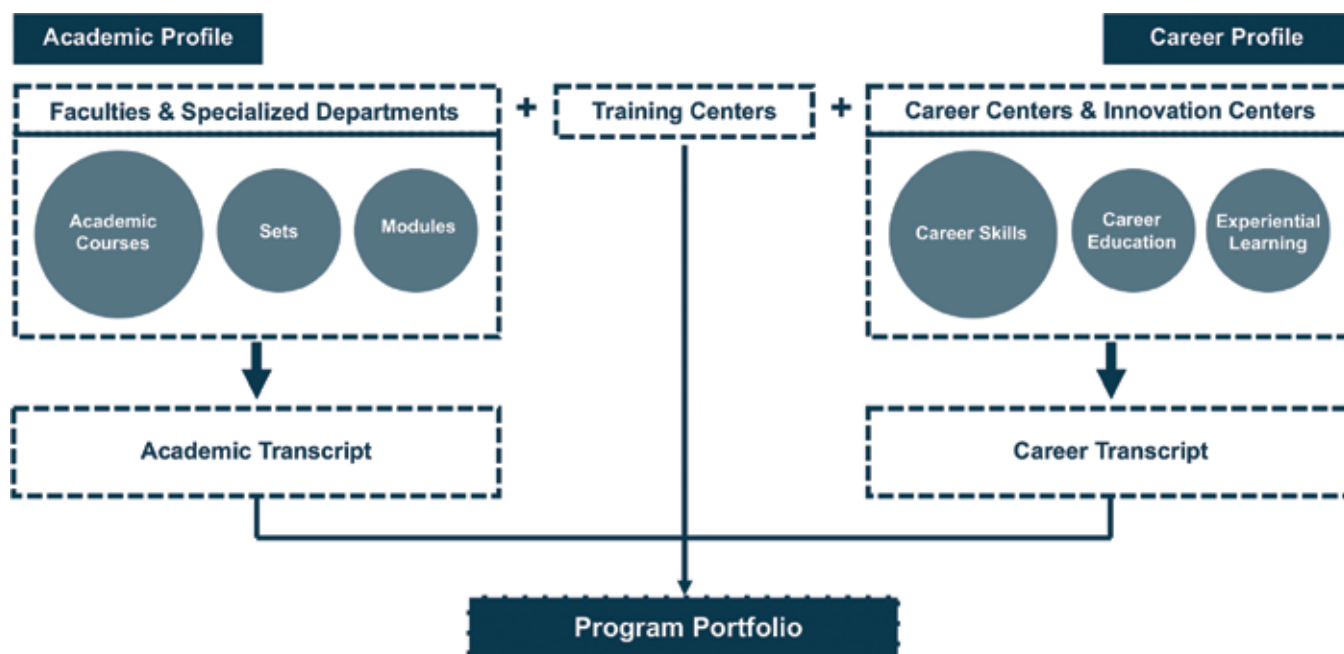 Academic Profile
Career Profile
Faculties & Specialized Departments
+
Training Centers
+
Career Centers & Innovation Centers
Academic
Courses
Sets
Modules
Career Skills
Career
Education
Experiential
Learning
Academic Transcript
Career Transcript
Program Portfolio